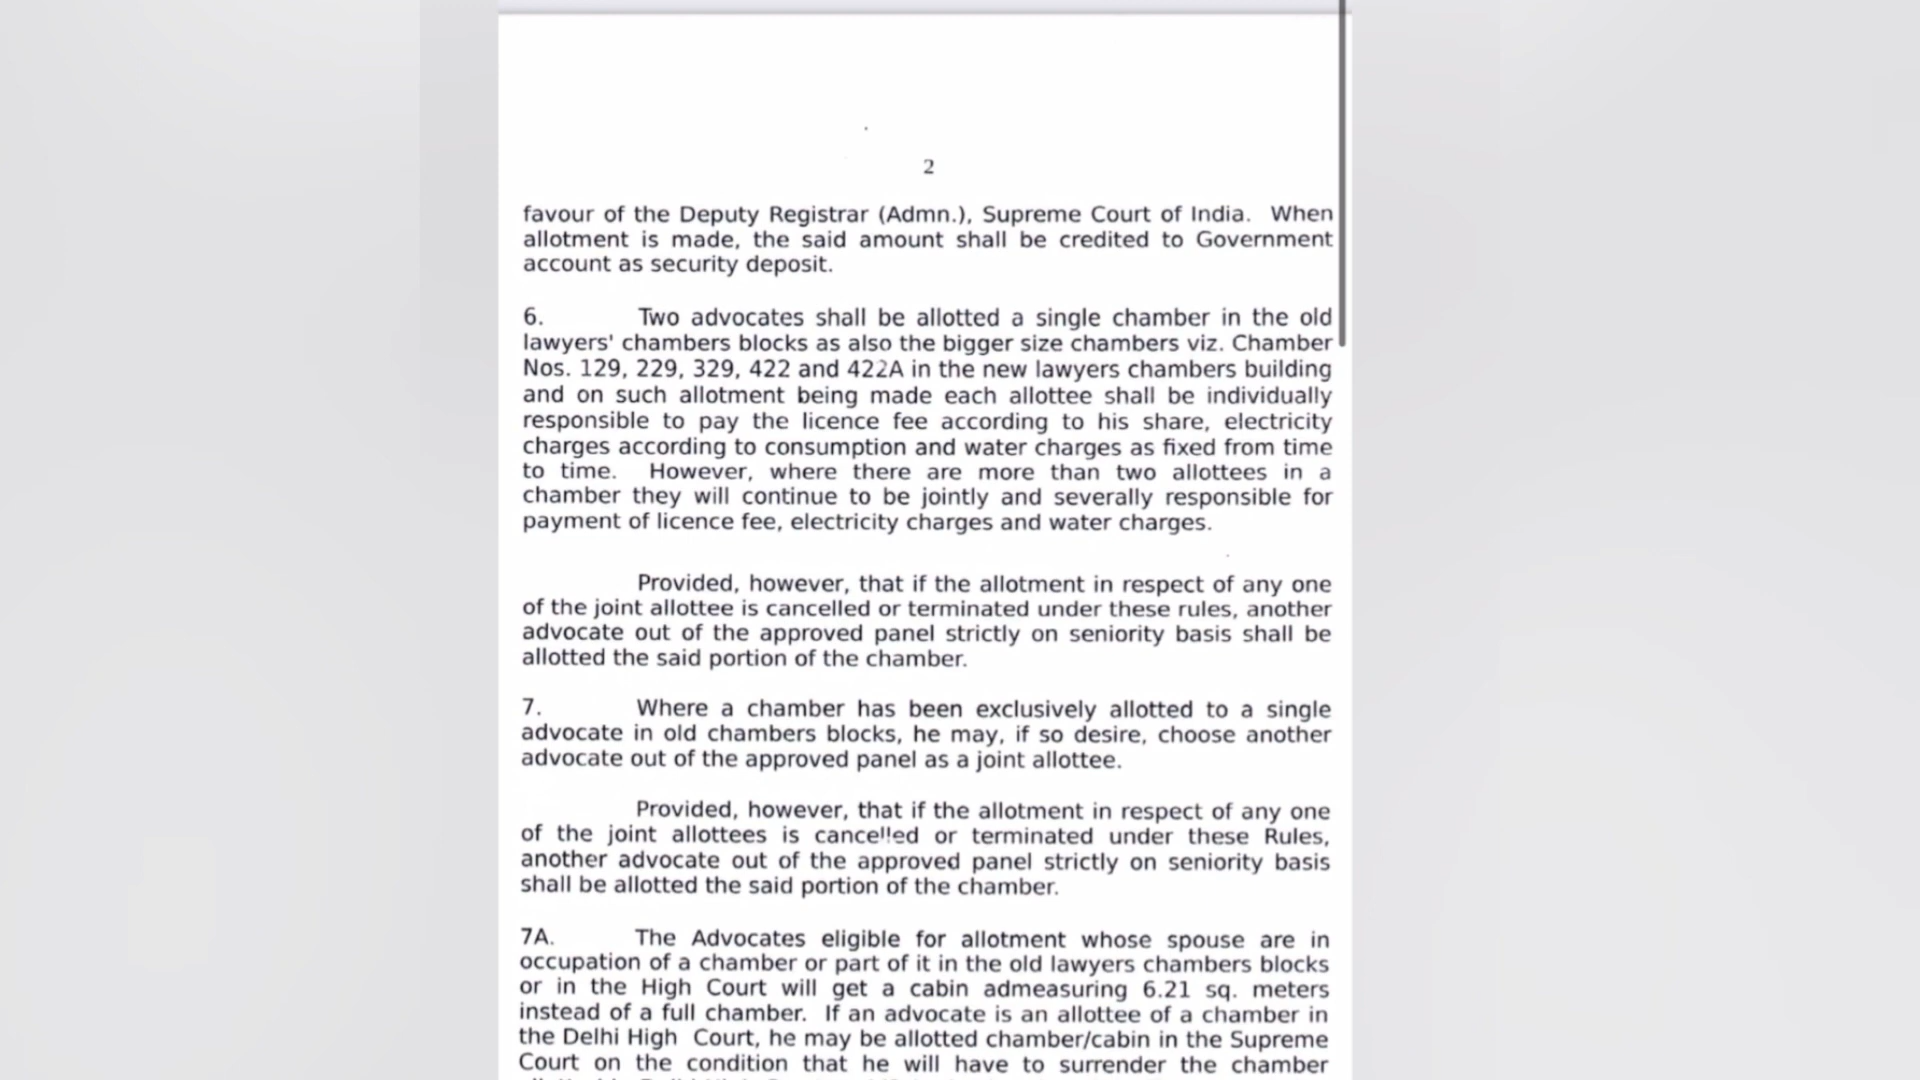 2
favour of the Deputy Registrar (Admn.), Supreme Court of India. When
allotment is made, the said amount shall be credited to Government
account as security deposit.
6. Two advocates shall be allotted a single chamber in the old
lawyers' chambers blocks as also the bigger size chambers viz. Chamber
Nos. 129, 229, 329, 422 and 422A in the new lawyers chambers building
and on such allotment being made each allottee shall be individually
responsible to pay the licence fee according to his share, electricity
charges according to consumption and water charges as fixed from time
to time. However, where there are more than two allottees in a
chamber they will continue to be jointly and severally responsible for
payment of licence fee, electricity charges and water charges.
Provided, however, that if the allotment in respect of any one
of the joint allottee is cancelled or terminated under these rules, another
advocate out of the approved panel strictly on seniority basis shall be
allotted the said portion of the chamber.
7. Where a chamber has been exclusively allotted to a single
advocate in old chambers blocks, he may, if so desire, choose another
advocate out of the approved panel as a joint allottee.
Provided, however, that if the allotment in respect of any one
of the joint allottees is cancelled or terminated under these Rules,
another advocate out of the approved panel strictly on seniority basis
shall be allotted the said portion of the chamber.
7A. The Advocates eligible for allotment whose spouse are in
occupation of a chamber or part of it in the old lawyers chambers blocks
or in the High Court will get a cabin admeasuring 6.21 sq. meters
instead of a full chamber. If an advocate is an allottee of a chamber in
the Delhi High Court, he may be allotted chamber/cabin in the Supreme
Court on the condition that he will have to surrender the chamber